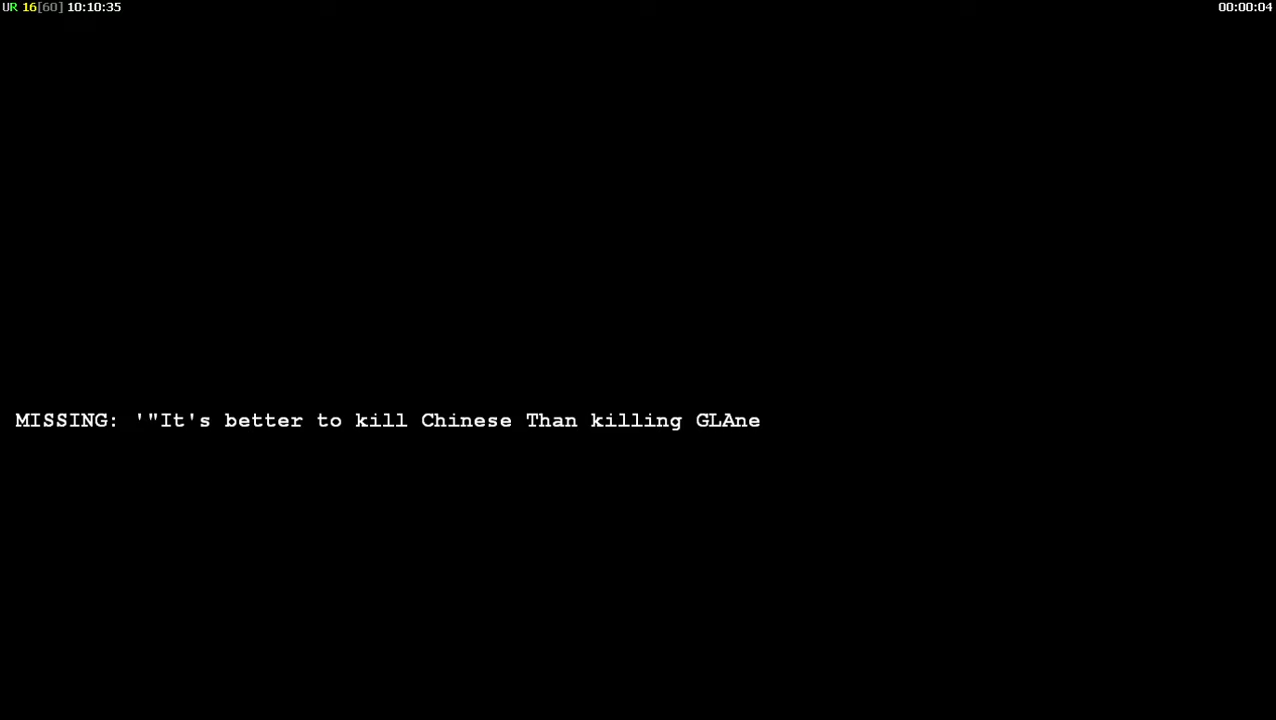 UR 16[60] 10:10:35
00:00:04
MISSING: '"It's better to kill Chinese Than killing GLAne